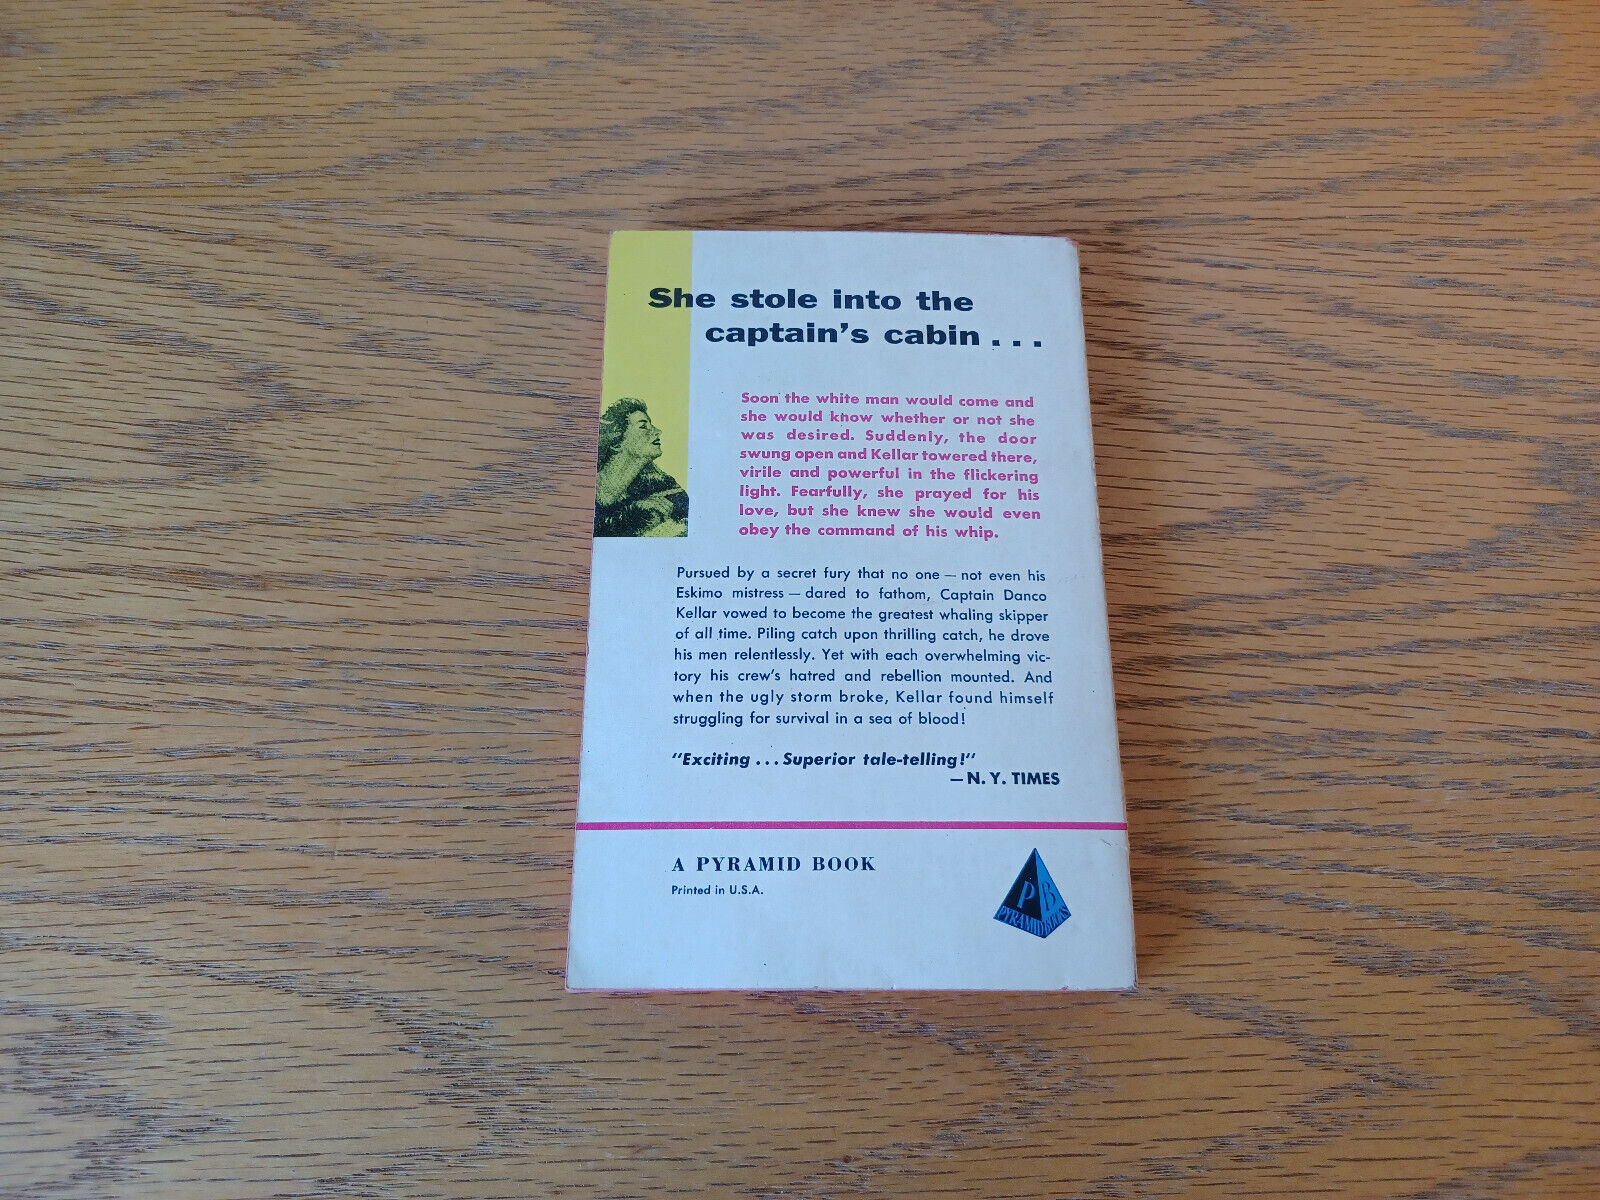 She stole into the
captain's cabin...
Soon the white man would come and
she would know whether or not she
was desired. Suddenly, the door
swung open and Kellar towered there,
virile and powerful in the flickering
light. Fearfully, she prayed for his
love, but she knew she would even
obey the command of his whip.
Pursued by a secret fury that no one — not even his
Eskimo mistress — dared to fathom, Captain Danco
Kellar vowed to become the greatest whaling skipper
of all time. Piling catch upon thrilling catch, he drove
his men relentlessly. Yet with each overwhelming vic-
tory his crew's hatred and rebellion mounted. And
when the ugly storm broke, Kellar found himself
struggling for survival in a sea of blood!
"Exciting ... Superior tale-telling!"
—N. Y. TIMES
A PYRAMID BOOK
Printed in U.S.A.
P B
PYRAMID BOOKS